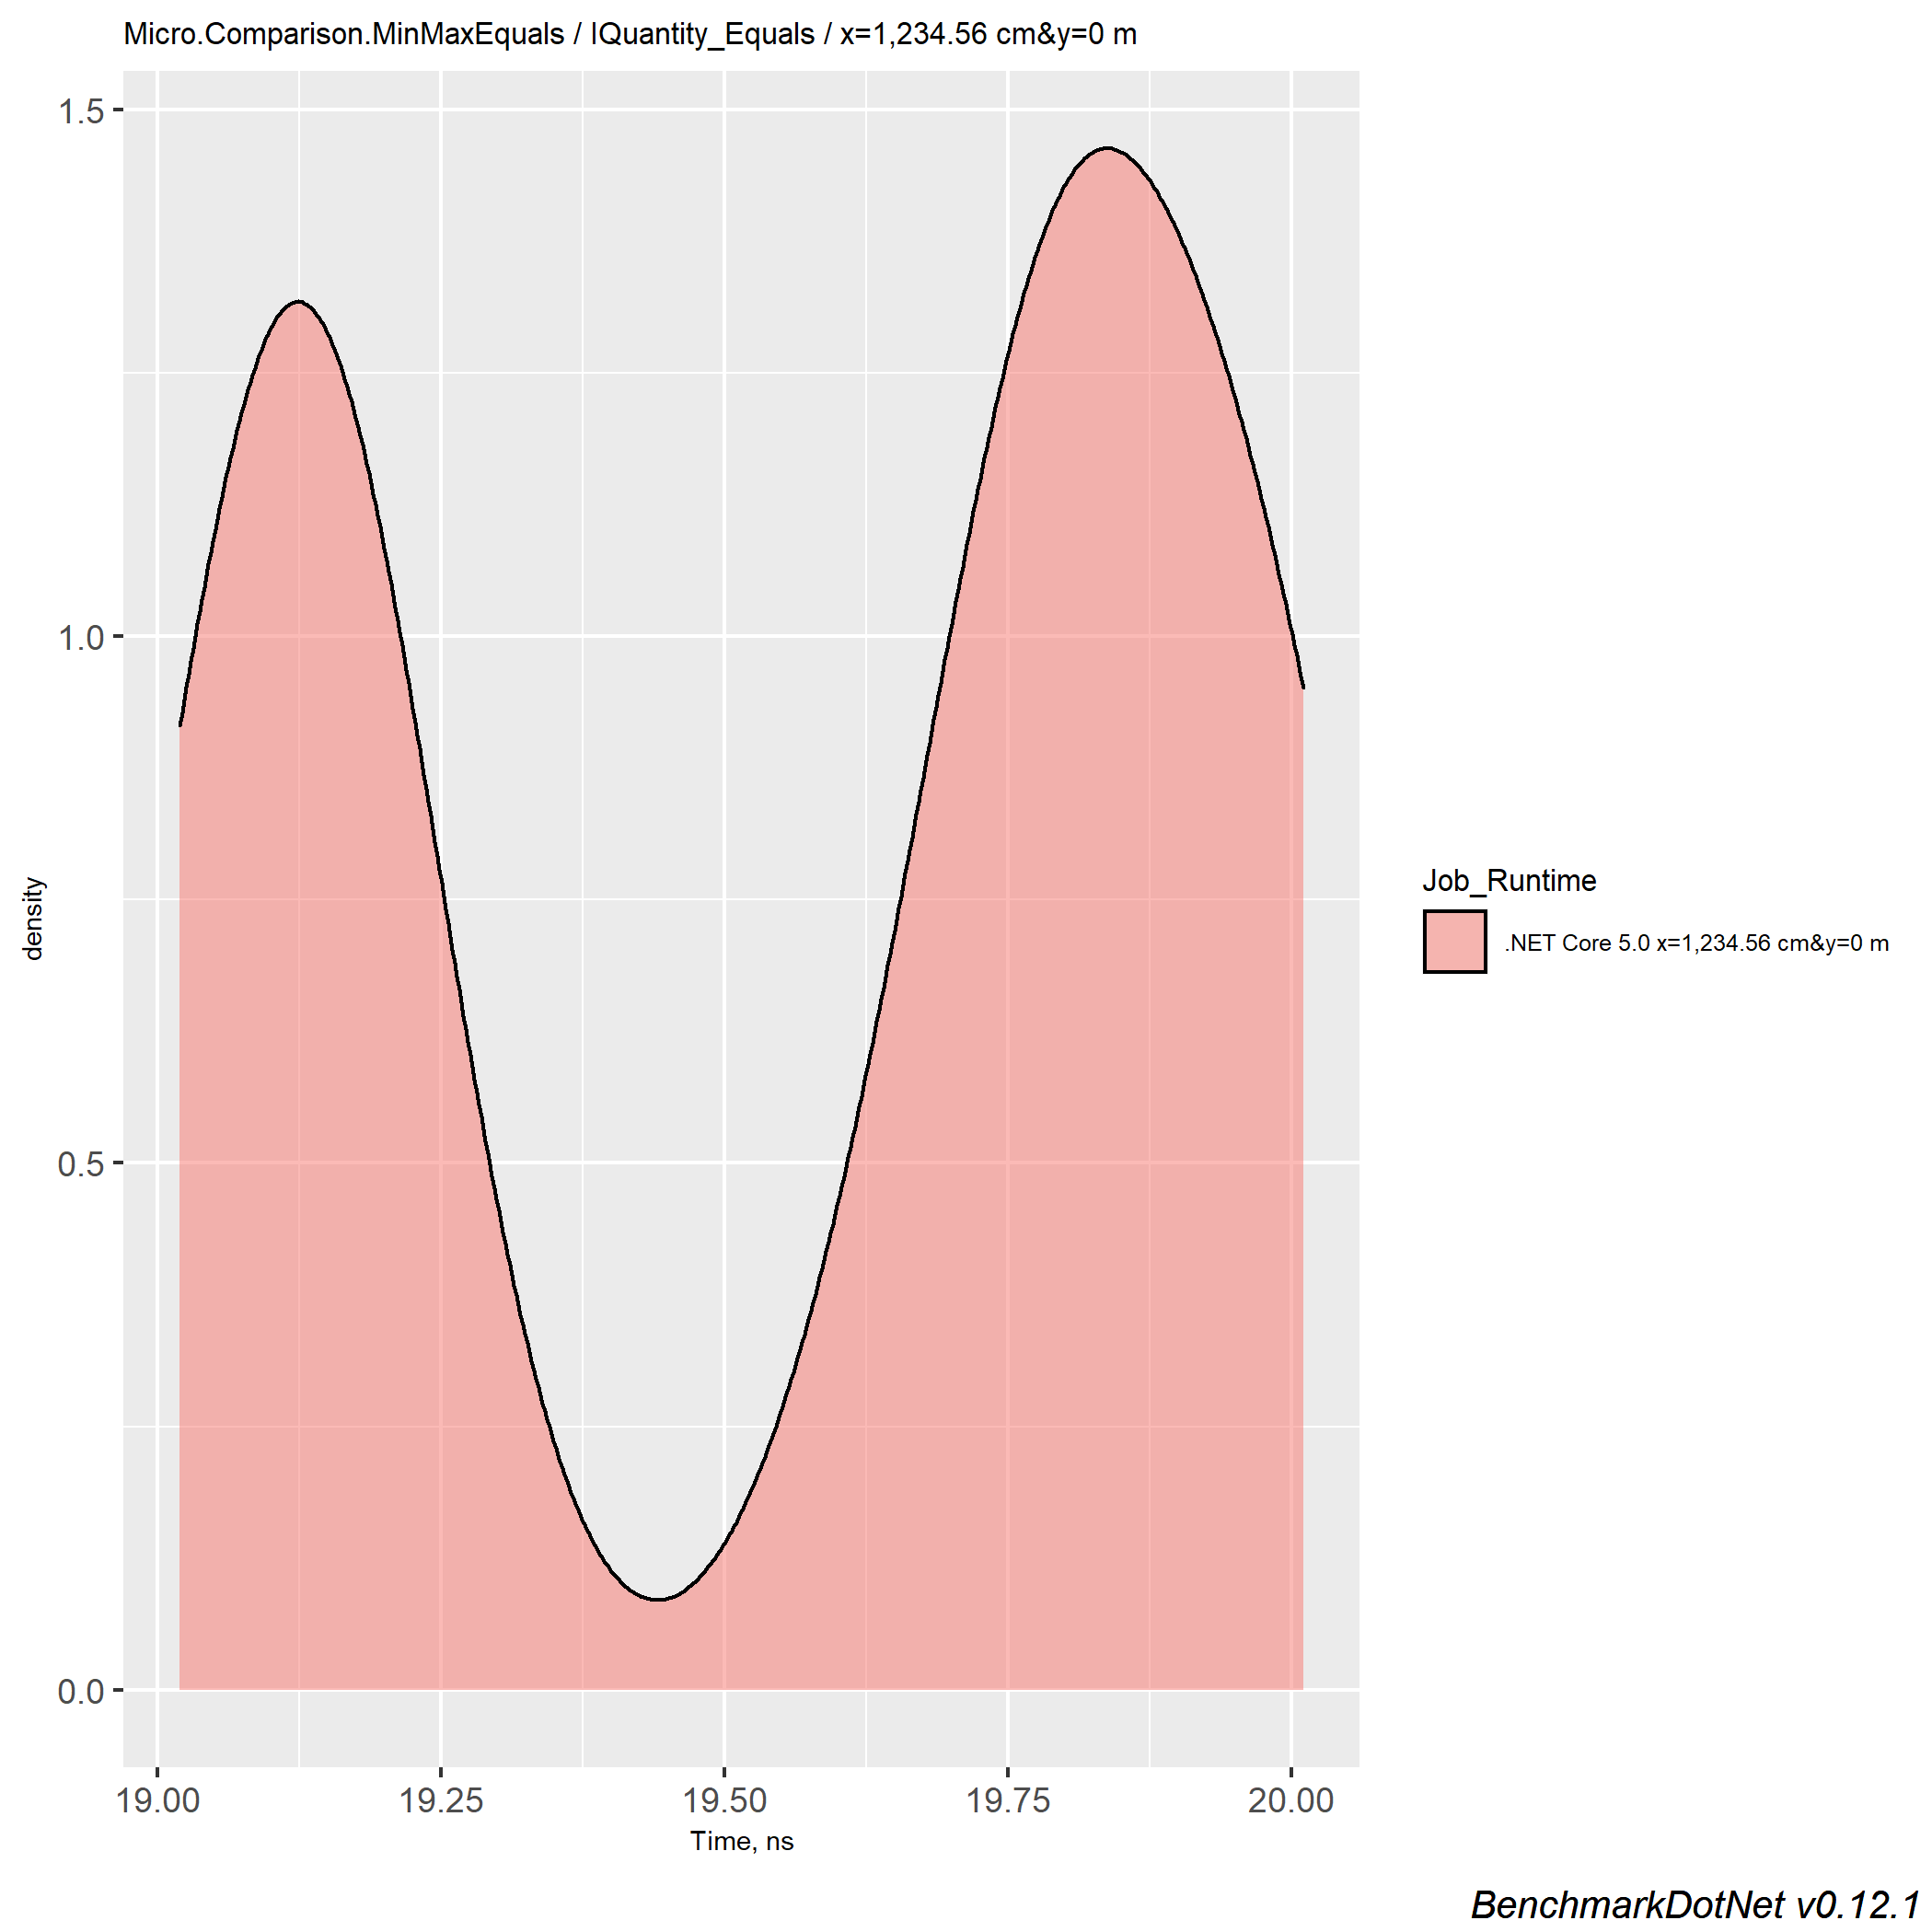 Micro.Comparison.MinMaxEquals / IQuantity_Equals / x=1,234.56 cm&y=0 m
1.5
1.0
0.5
0.0
density
19.00 19.25 19.50 19.75 20.00
Time, ns
Job_Runtime
.NET Core 5.0 x=1,234.56 cm&y=0 m
BenchmarkDotNet v0.12.1